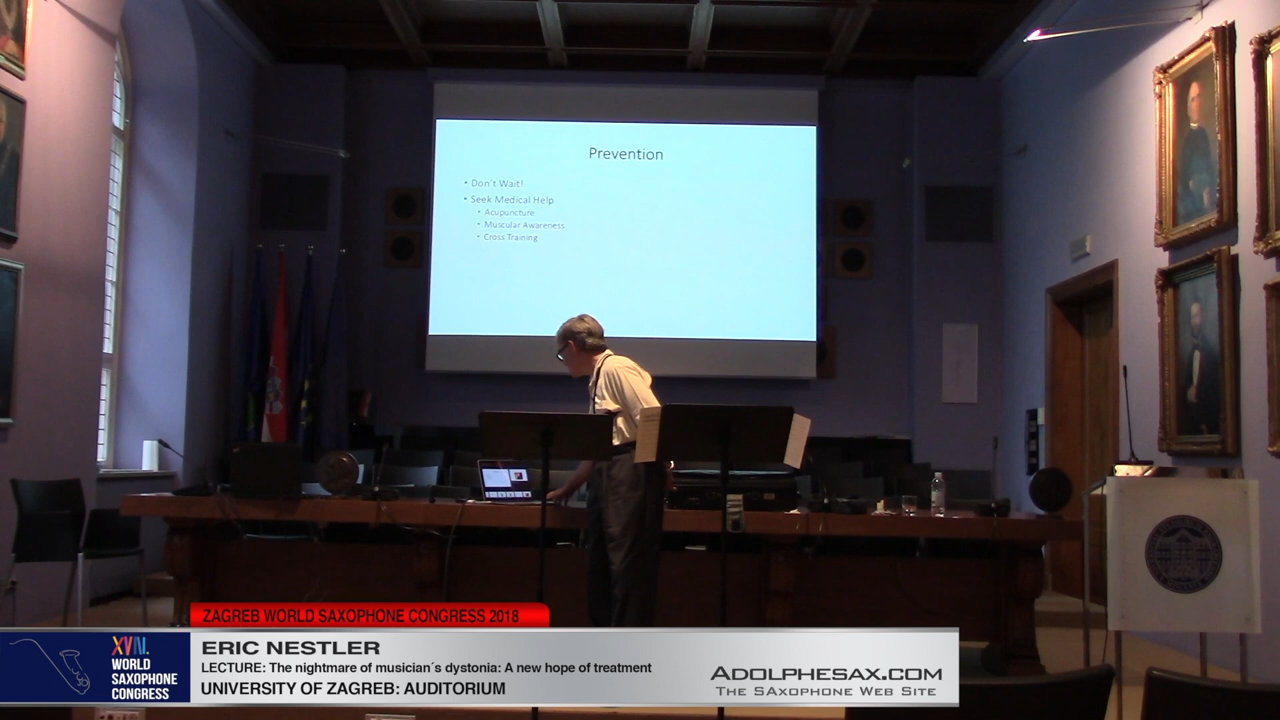 Prevention
• Don't Wait!
• Seek Medical Help
• Acupuncture
• Muscular Awareness
• Cross Training
ZAGREB WORLD SAXOPHONE CONGRESS 2018
XVIII.
WORLD
SAXOPHONE
CONGRESS
ERIC NESTLER
LECTURE: The nightmare of musician´s dystonia: A new hope of treatment
UNIVERSITY OF ZAGREB: AUDITORIUM
ADOLPHESAX.COM
THE SAXOPHONE WEB SITE